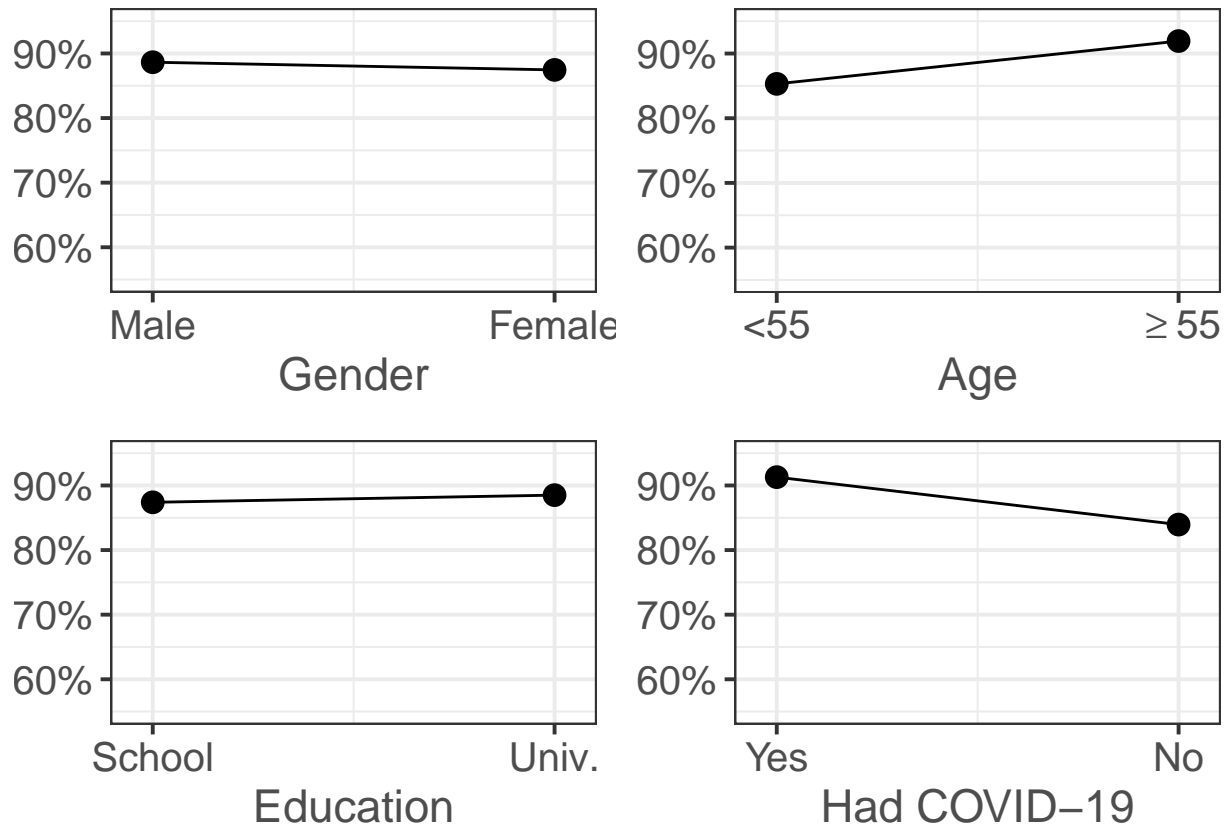 90%
80%
70%
60%
Male Female
Gender
90%
80%
70%
60%
<55 ≥ 55
Age
90%
80%
70%
60%
School Univ.
Education
90%
80%
70%
60%
Yes No
Had COVID−19